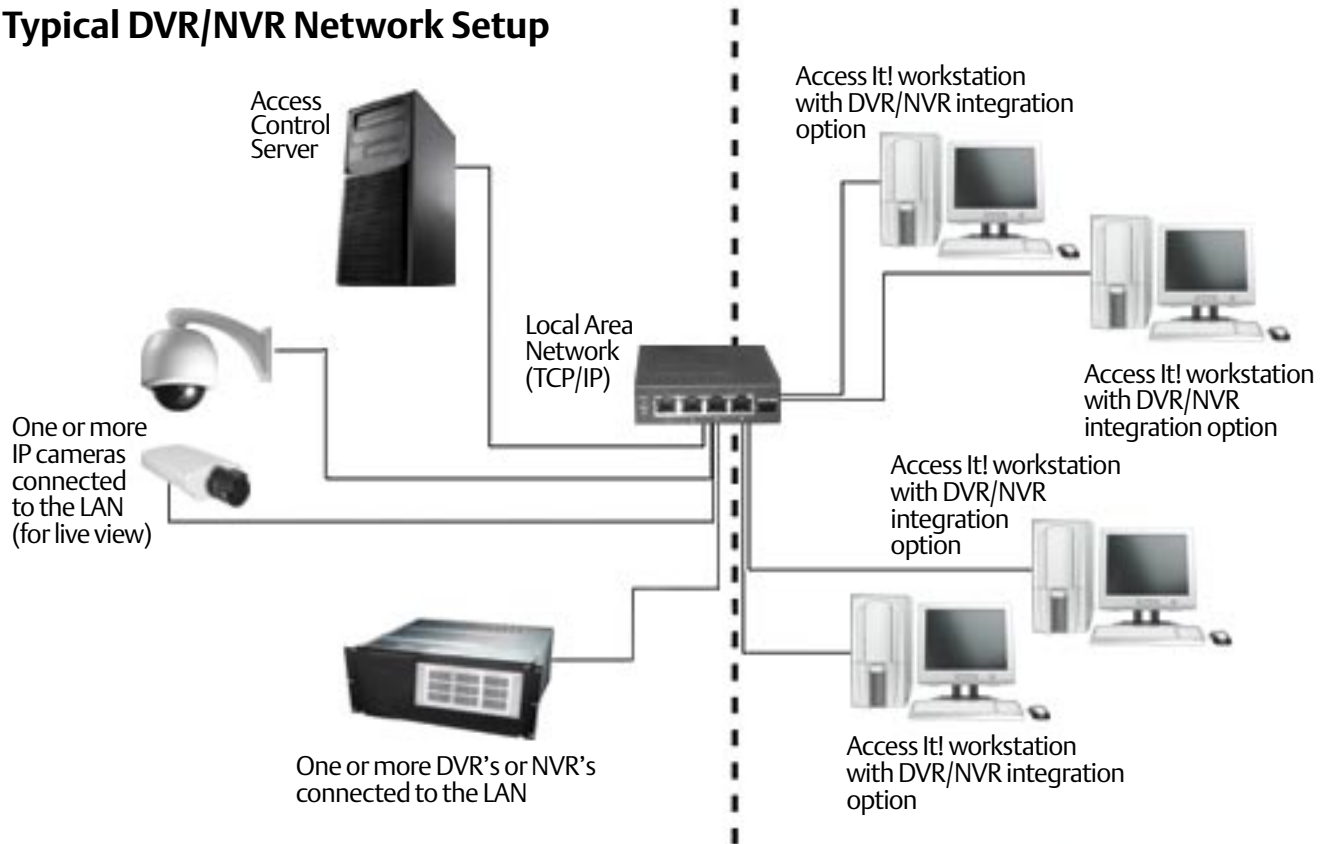 Typical DVR/NVR Network Setup
Access
Control
Server
Access It! workstation
with DVR/NVR integration
option
Local Area
Network
(TCP/IP)
Access It! workstation
with DVR/NVR
integration option
One or more
IP cameras
connected
to the LAN
(for live view)
Access It! workstation
with DVR/NVR
integration
option
One or more DVR’s or NVR’s
connected to the LAN
Access It! workstation
with DVR/NVR integration
option